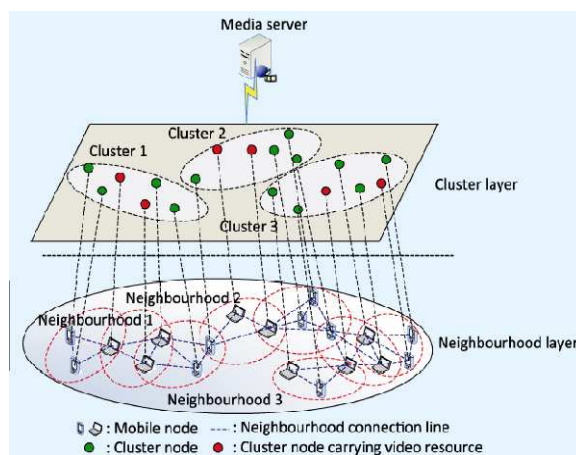 Media server
Cluster 2
Cluster 1
Cluster layer
Cluster 3
Neighbourhood 2
Neighbourhood 1
Neighbourhood layer
Neighbourhood 3
: Mobile node : Neighbourhood connection line
: Cluster node : Cluster node carrying video resource